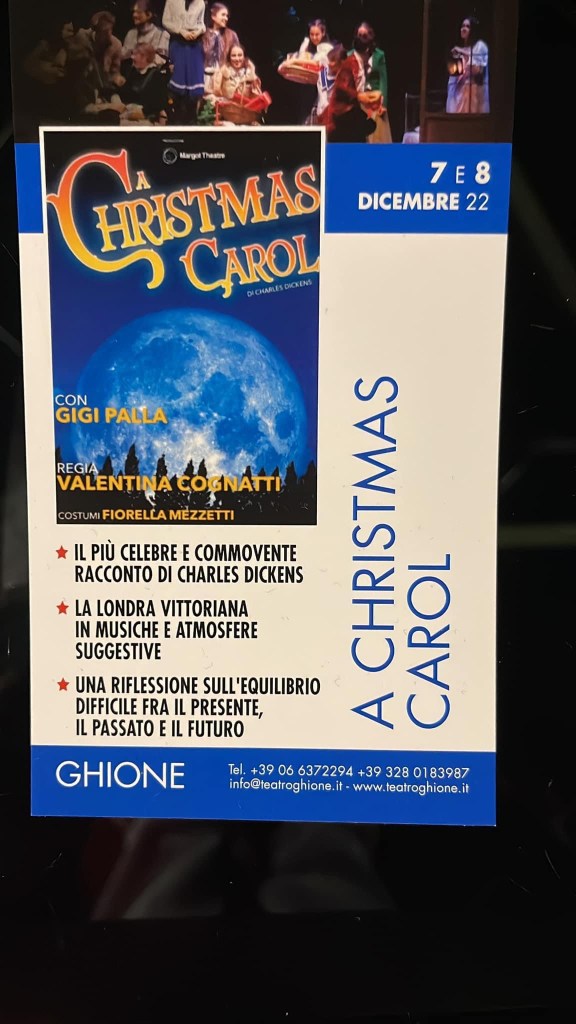 7 E 8
DICEMBRE 22
Margot Theatre
A
CHRISTMAS
CAROL
DI CHARLES DICKENS
CON
GIGI PALLA
REGIA
VALENTINA COGNATTI
COSTUMI FIORELLA MEZZETTI
IL PIÙ CELEBRE E COMMOVENTE
RACCONTO DI CHARLES DICKENS
LA LONDRA VITTORIANA
IN MUSICHE E ATMOSFERE
SUGGESTIVE
UNA RIFLESSIONE SULL'EQUILIBRIO
DIFFICILE FRA IL PRESENTE,
IL PASSATO E IL FUTURO
A CHRISTMAS
CAROL
GHIONE
Tel. +39 06 6372294 +39 328 0183987
info@teatroghione.it - www.teatroghione.it